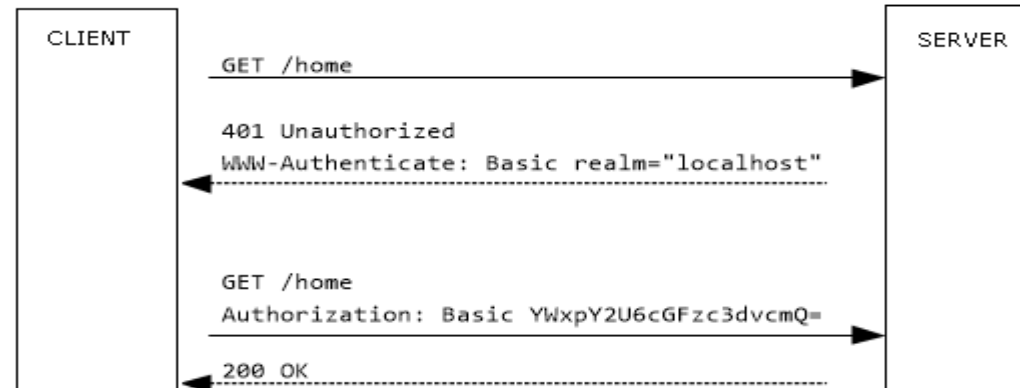 CLIENT
SERVER
GET /home
401 Unauthorized
WWW-Authenticate: Basic realm="localhost"
GET /home
Authorization: Basic YWxpY2U6cGFzc3dvcmQ=
200 OK